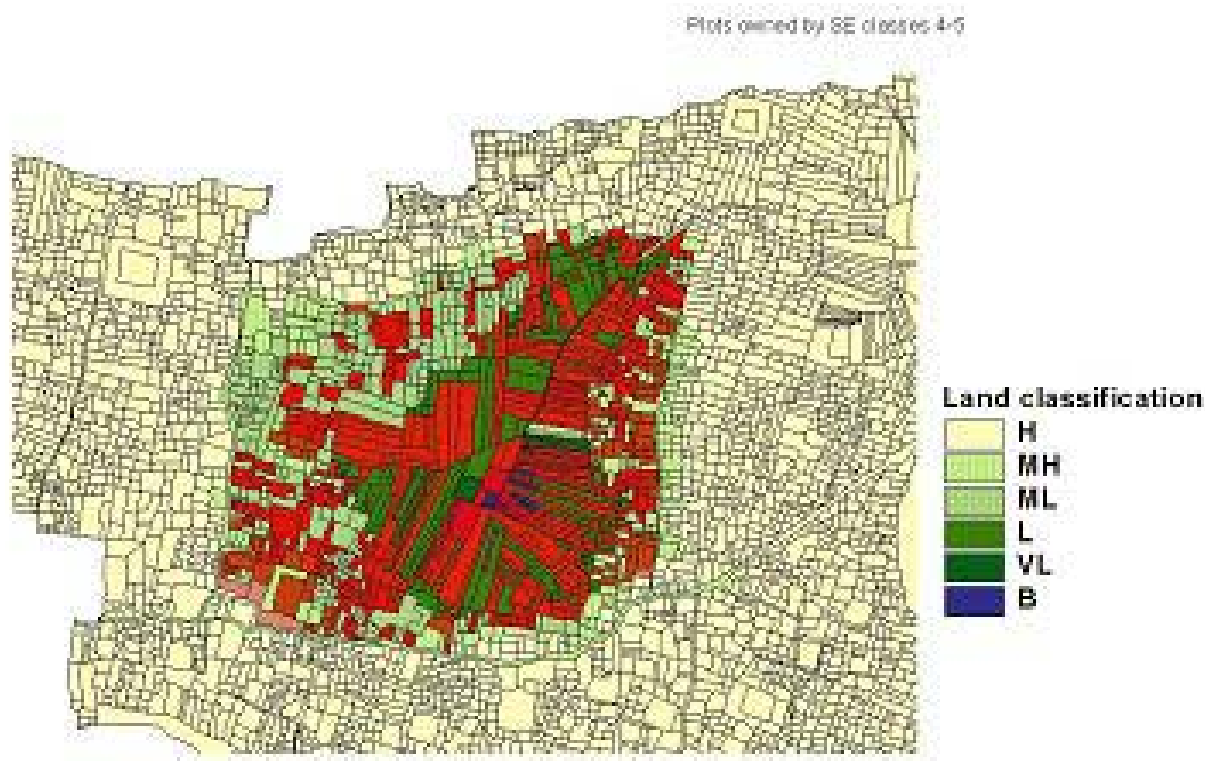 Plots owned by SE classes 4-5
Land classification
H
MH
ML
L
VL
B